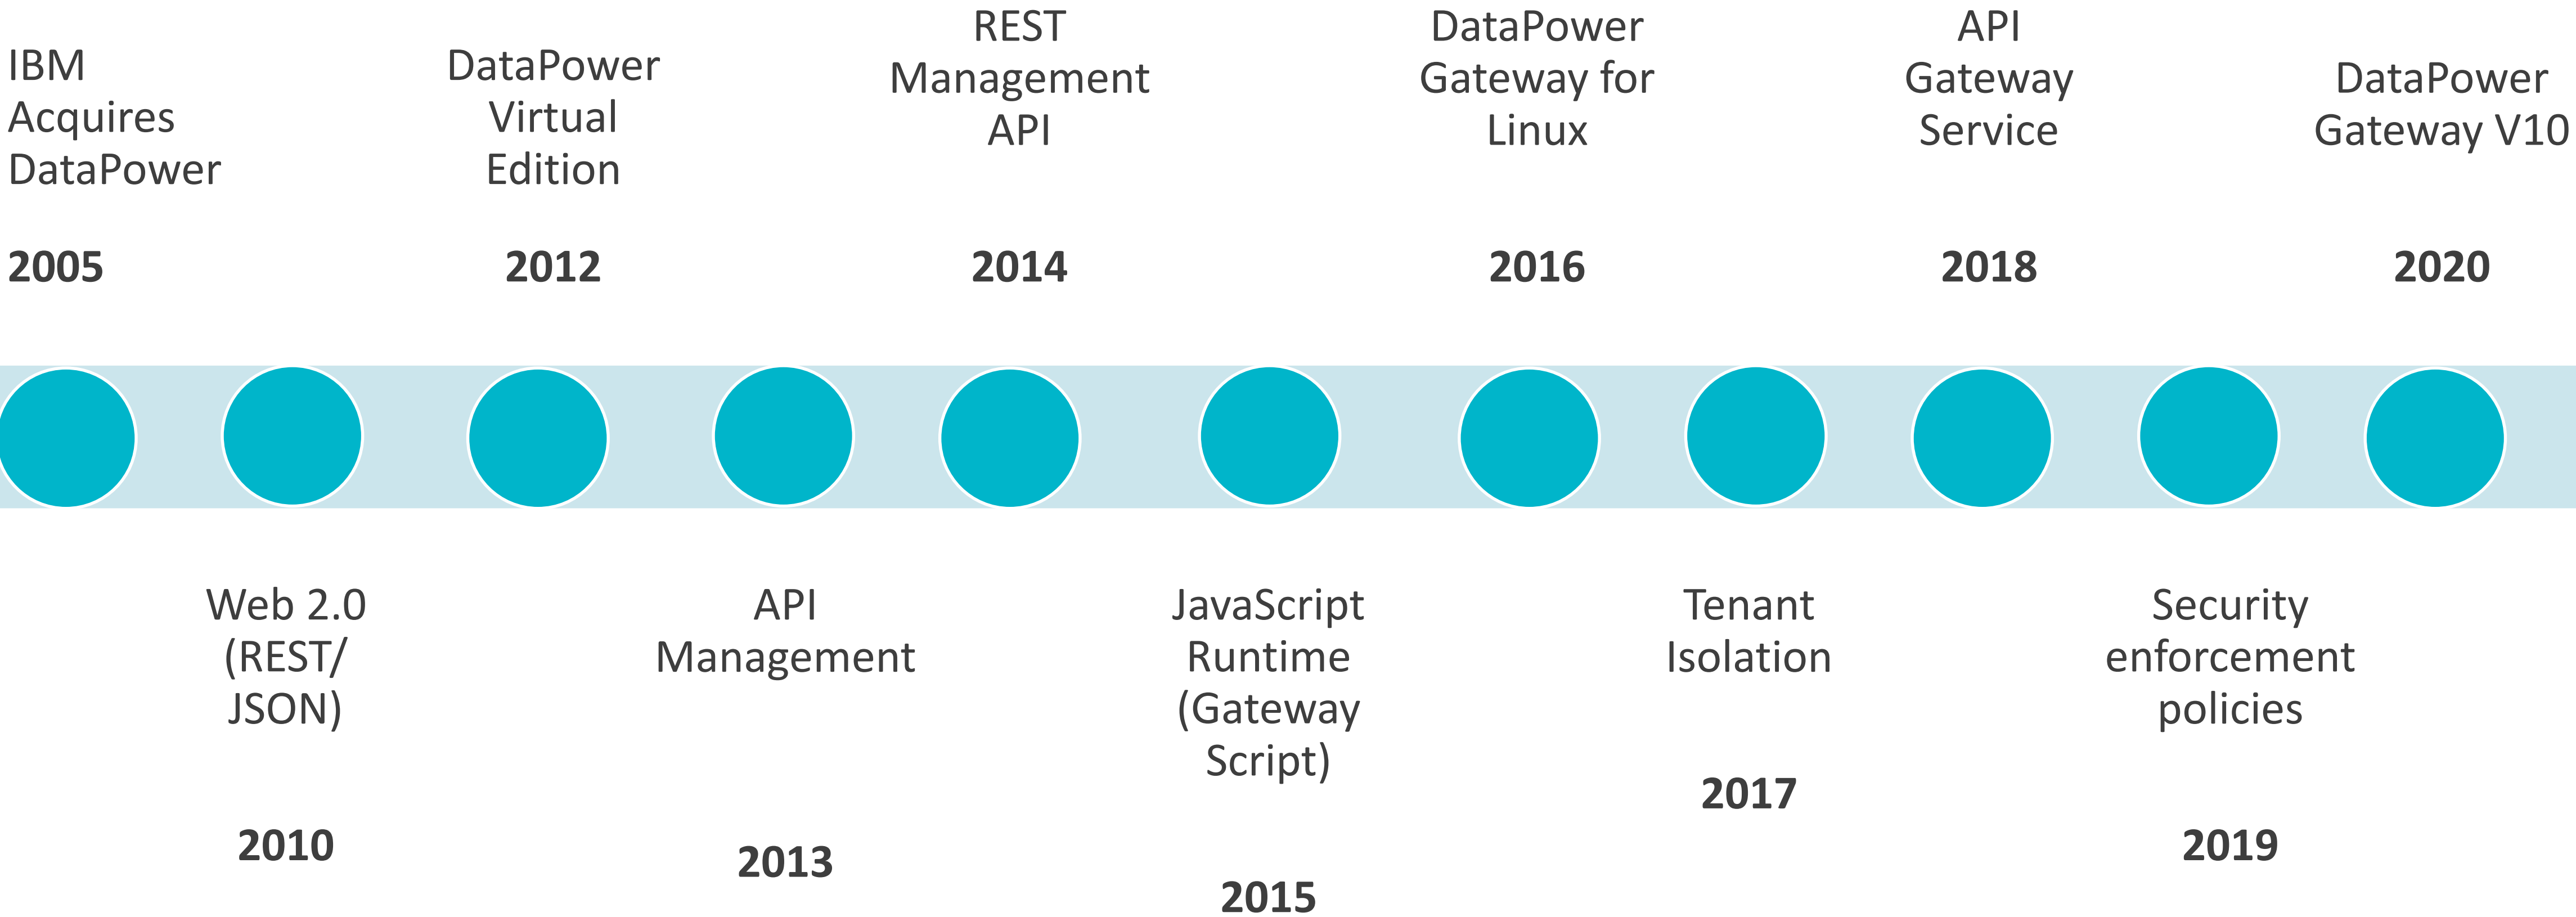 IBM
Acquires
DataPower
2005
DataPower
Virtual
Edition
2012
REST
Management
API
2014
DataPower
Gateway for
Linux
2016
API
Gateway
Service
2018
DataPower
Gateway V10
2020
Web 2.0
(REST/
JSON)
2010
API
Management
2013
JavaScript
Runtime
(Gateway
Script)
2015
Tenant
Isolation
2017
Security
enforcement
policies
2019